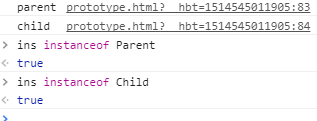 parent prototype.html?_hbt=1514545011905:83
child prototype.html?_hbt=1514545011905:84
> ins instanceof Parent
< true
> ins instanceof Child
< true
>